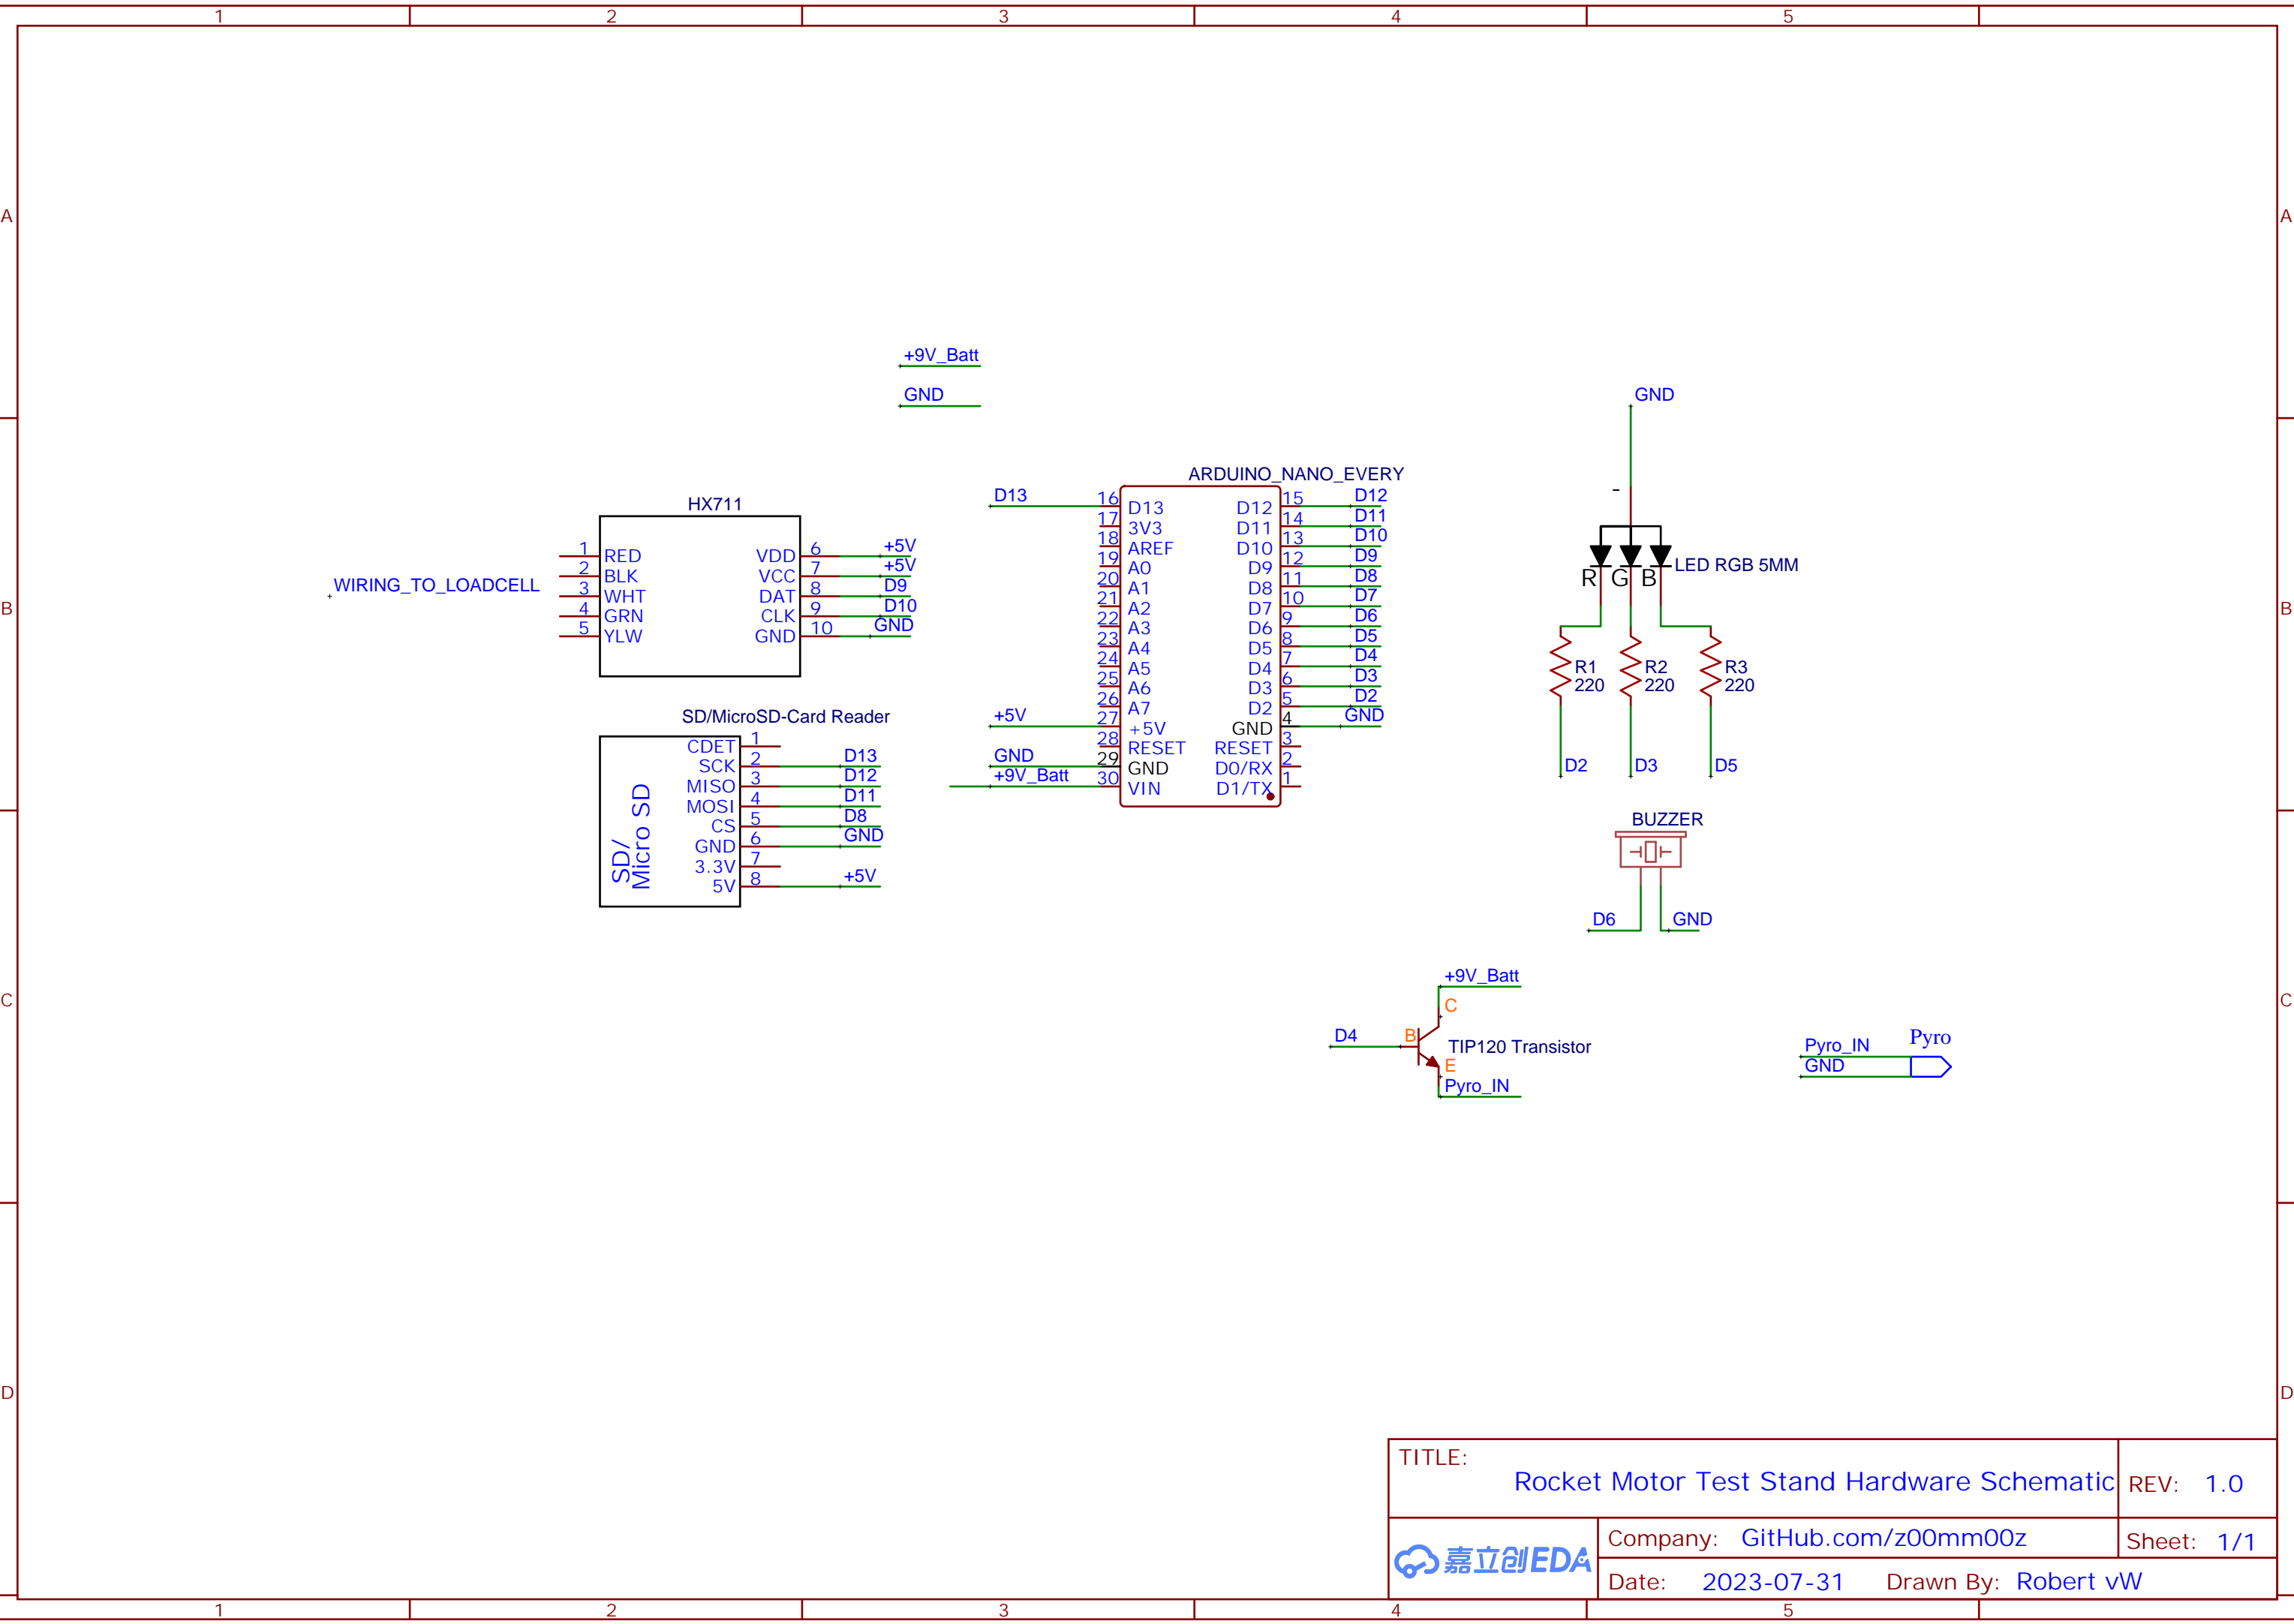 1 2 3 4 5
A A
+9V_Batt
GND
GND
HX711
1 RED VDD 6 +5V
2 BLK VCC 7 +5V
WIRING_TO_LOADCELL
3 WHT DAT 8 D9
4 GRN CLK 9 D10
5 YLW GND 10 GND
ARDUINO_NANO_EVERY
D13 16 D13 D12 15 D12
17 3V3 D11 14 D11
18 AREF D10 13 D10
19 A0 D9 12 D9
20 A1 D8 11 D8
21 A2 D7 10 D7
22 A3 D6 9 D6
23 A4 D5 8 D5
24 A5 D4 7 D4
25 A6 D3 6 D3
26 A7 D2 5 D2
+5V 27 +5V GND 4 GND
28 RESET RESET 3
GND 29 GND D0/RX 2
+9V_Batt 30 VIN D1/TX 1
-
R G B LED RGB 5MM
B B
R1 R2 R3
220 220 220
D2 D3 D5
SD/MicroSD-Card Reader
SD/
Micro SD
CDET 1
SCK 2 D13
MISO 3 D12
MOSI 4 D11
CS 5 D8
GND 6 GND
3.3V 7
5V 8 +5V
BUZZER
D6 GND
C C
+9V_Batt
C
D4 B
TIP120 Transistor
E
Pyro_IN
Pyro
Pyro_IN
GND
D D
TITLE:
Rocket Motor Test Stand Hardware Schematic
REV: 1.0
嘉立创EDA
Company: GitHub.com/z00mm00z
Sheet: 1/1
Date: 2023-07-31 Drawn By: Robert vW
1 2 3 4 5